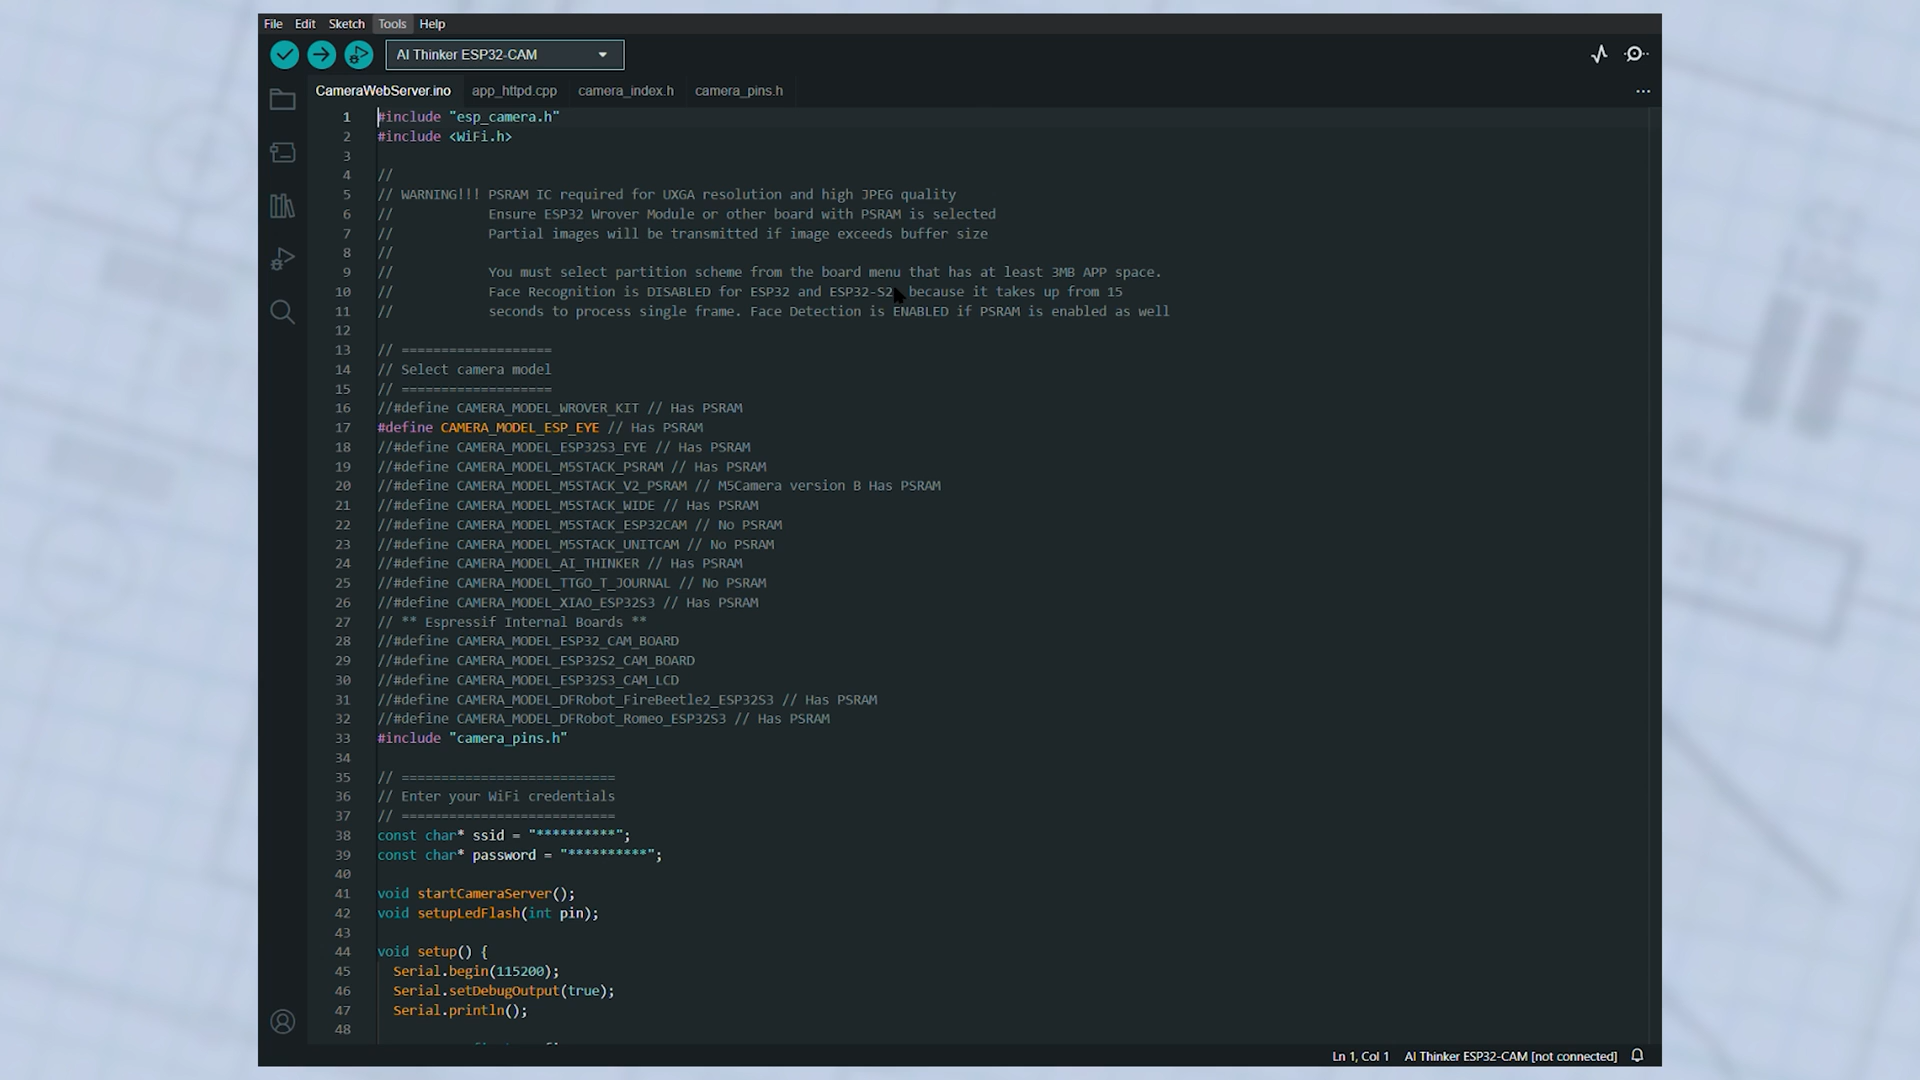 File Edit Sketch Tools Help
AI Thinker ESP32-CAM
CameraWebServer.ino app_httpd.cpp camera_index.h camera_pins.h ...
1 #include "esp_camera.h"
2 #include <WiFi.h>
3
4 //
5 // WARNING!!! PSRAM IC required for UXGA resolution and high JPEG quality
6 // Ensure ESP32 Wrover Module or other board with PSRAM is selected
7 // Partial images will be transmitted if image exceeds buffer size
8 //
9 // You must select partition scheme from the board menu that has at least 3MB APP space.
10 // Face Recognition is DISABLED for ESP32 and ESP32-S2, because it takes up from 15
11 // seconds to process single frame. Face Detection is ENABLED if PSRAM is enabled as well
12
13 // ===================
14 // Select camera model
15 // ===================
16 //#define CAMERA_MODEL_WROVER_KIT // Has PSRAM
17 #define CAMERA_MODEL_ESP_EYE // Has PSRAM
18 //#define CAMERA_MODEL_ESP32S3_EYE // Has PSRAM
19 //#define CAMERA_MODEL_M5STACK_PSRAM // Has PSRAM
20 //#define CAMERA_MODEL_M5STACK_V2_PSRAM // M5Camera version B Has PSRAM
21 //#define CAMERA_MODEL_M5STACK_WIDE // Has PSRAM
22 //#define CAMERA_MODEL_M5STACK_ESP32CAM // No PSRAM
23 //#define CAMERA_MODEL_M5STACK_UNITCAM // No PSRAM
24 //#define CAMERA_MODEL_AI_THINKER // Has PSRAM
25 //#define CAMERA_MODEL_TTGO_T_JOURNAL // No PSRAM
26 //#define CAMERA_MODEL_XIAO_ESP32S3 // Has PSRAM
27 // ** Espressif Internal Boards **
28 //#define CAMERA_MODEL_ESP32_CAM_BOARD
29 //#define CAMERA_MODEL_ESP32S2_CAM_BOARD
30 //#define CAMERA_MODEL_ESP32S3_CAM_LCD
31 //#define CAMERA_MODEL_DFRobot_FireBeetle2_ESP32S3 // Has PSRAM
32 //#define CAMERA_MODEL_DFRobot_Romeo_ESP32S3 // Has PSRAM
33 #include "camera_pins.h"
34
35 // ===========================
36 // Enter your WiFi credentials
37 // ===========================
38 const char* ssid = "**********";
39 const char* password = "**********";
40
41 void startCameraServer();
42 void setupLedFlash(int pin);
43
44 void setup() {
45 Serial.begin(115200);
46 Serial.setDebugOutput(true);
47 Serial.println();
48
Ln 1, Col 1 AI Thinker ESP32-CAM [not connected]